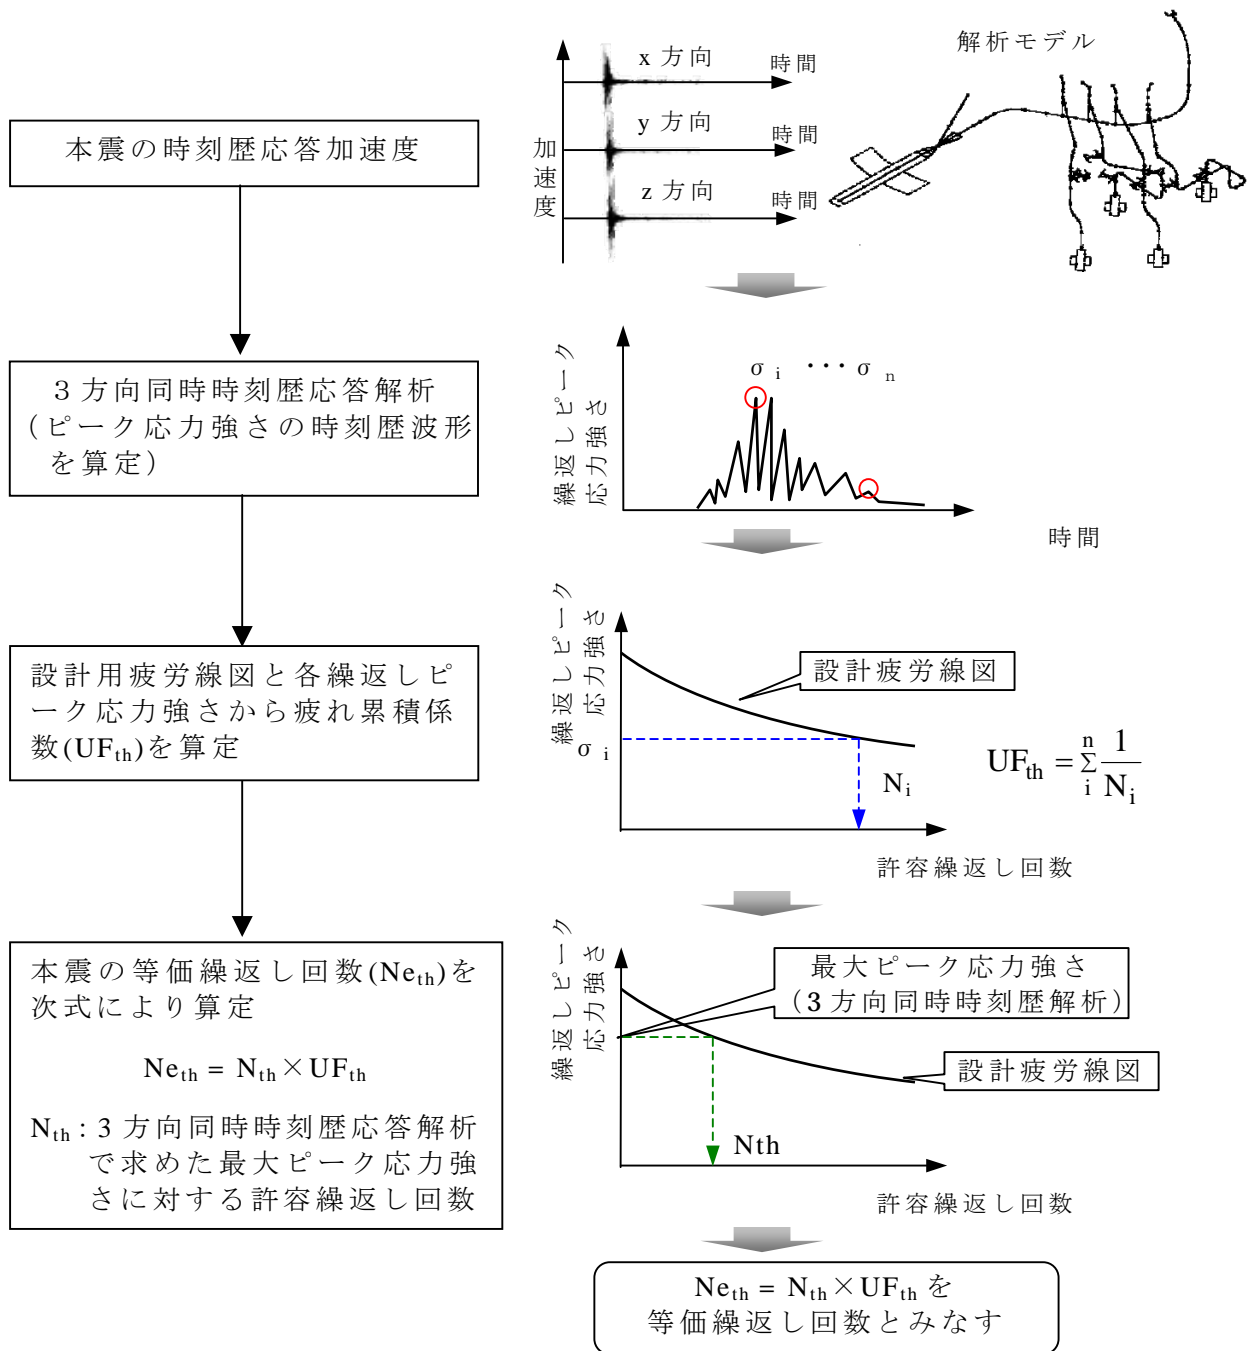 本震の時刻歴応答加速度
3方向同時時刻歴応答解析
(ピーク応力強さの時刻歴波形
を算定)
設計用疲労線図と各繰返しピ
ーク応力強さから疲れ累積係
数(UFth)を算定
本震の等価繰返し回数(Neth)を
次式により算定
Neth = Nth×UFth
Nth:3方向同時時刻歴応答解析
で求めた最大ピーク応力強
さに対する許容繰返し回数
解析モデル
加速度
x 方向
時間
y 方向
時間
z 方向
時間
繰返しピーク
応力強さ
σ i ・・・ σ n
時間
繰返しピーク
応力強さ
設計疲労線図
σ i
Ni
UFth = Σ n i 1/Ni
許容繰返し回数
繰返しピーク
応力強さ
最大ピーク応力強さ
(3方向同時時刻歴解析)
設計疲労線図
Nth
許容繰返し回数
Neth = Nth×UFth を
等価繰返し回数とみなす